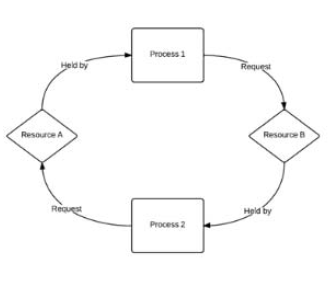 Process 1
Held by
Request
Resource A
Resource B
Request
Held by
Process 2